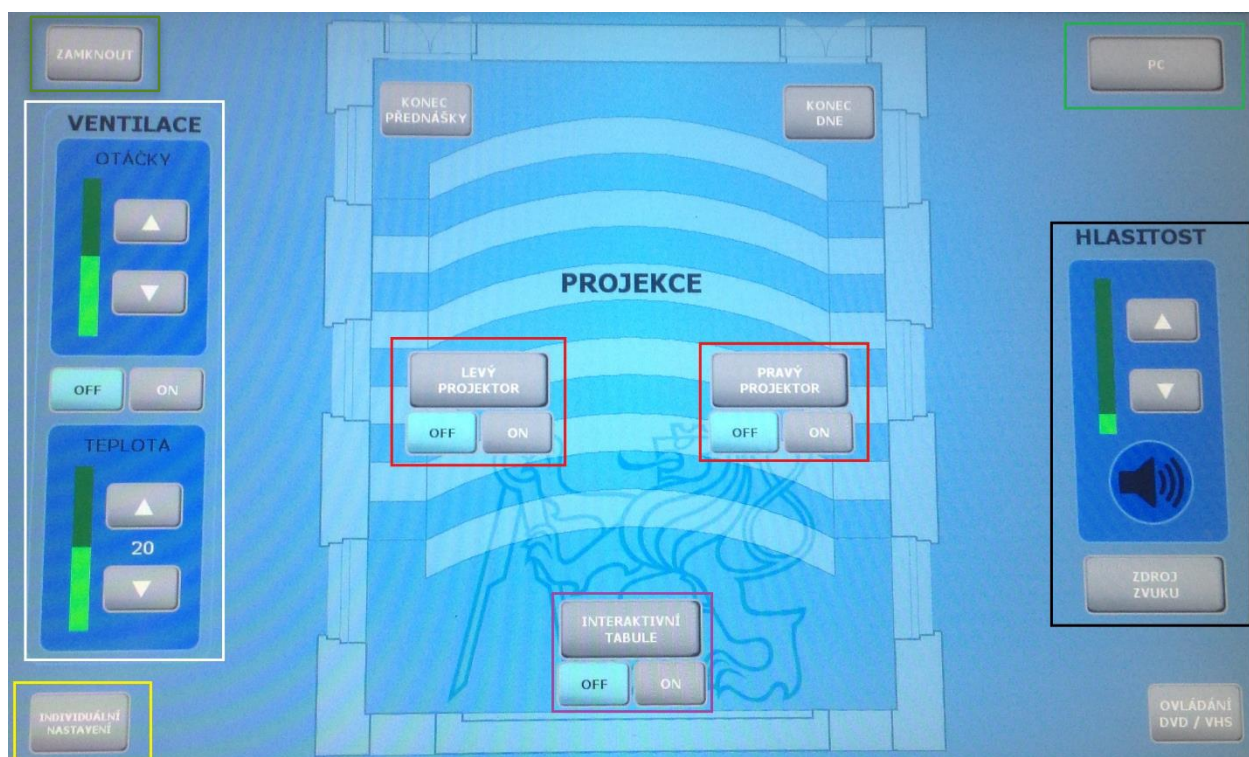 ZAMKNOUT
VENTILACE
OTÁČKY
OFF
ON
TEPLOTA
20
INDIVIDUÁLNÍ
NASTAVENÍ
KONEC
PŘEDNÁŠKY
KONEC
DNE
PROJEKCE
LEVÝ
PROJEKTOR
OFF
ON
PRAVÝ
PROJEKTOR
OFF
ON
INTERAKTIVNÍ
TABULE
OFF
ON
PC
HLASITOST
ZDROJ
ZVUKU
OVLÁDÁNÍ
DVD / VHS